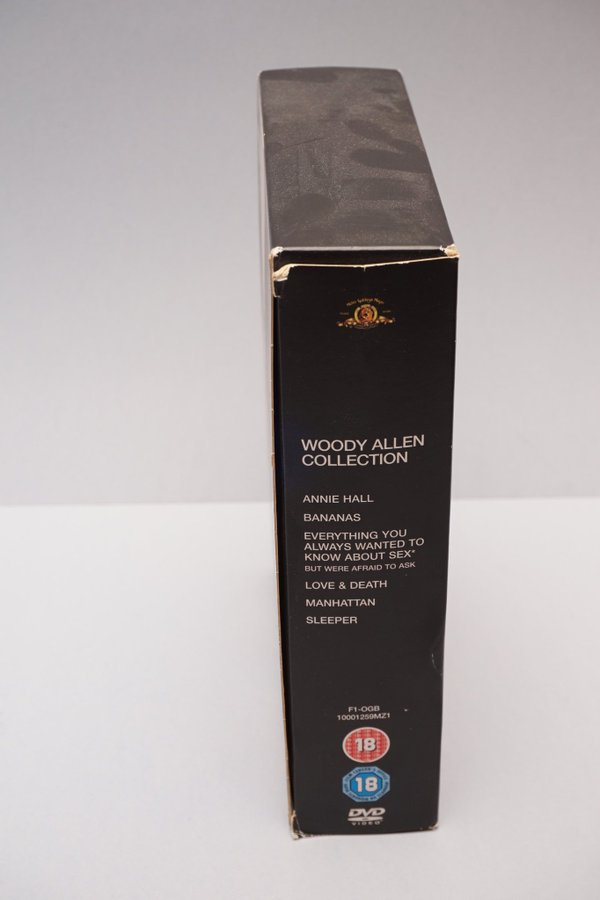 WOODY ALLEN
COLLECTION
ANNIE HALL
BANANAS
EVERYTHING YOU
ALWAYS WANTED TO
KNOW ABOUT SEX*
BUT WERE AFRAID TO ASK
LOVE & DEATH
MANHATTAN
SLEEPER
F1-OGB
10001259MZ1
18
18
DVD
VIDEO